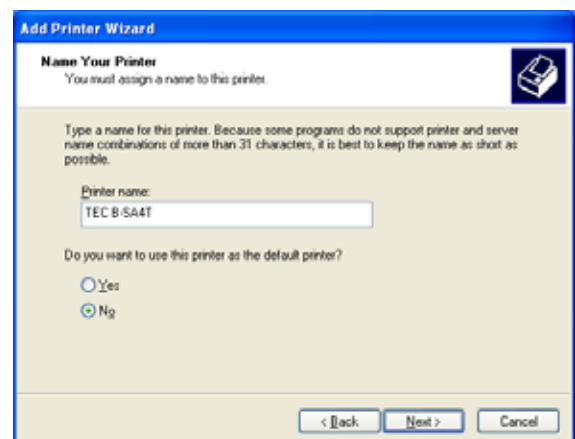 Add Printer Wizard
Name Your Printer
You must assign a name to this printer.
Type a name for this printer. Because some programs do not support printer and server
name combinations of more than 31 characters, it is best to keep the name as short as
possible.
Printer name:
TEC B-SA4T
Do you want to use this printer as the default printer?
Yes
No
< Back Next > Cancel